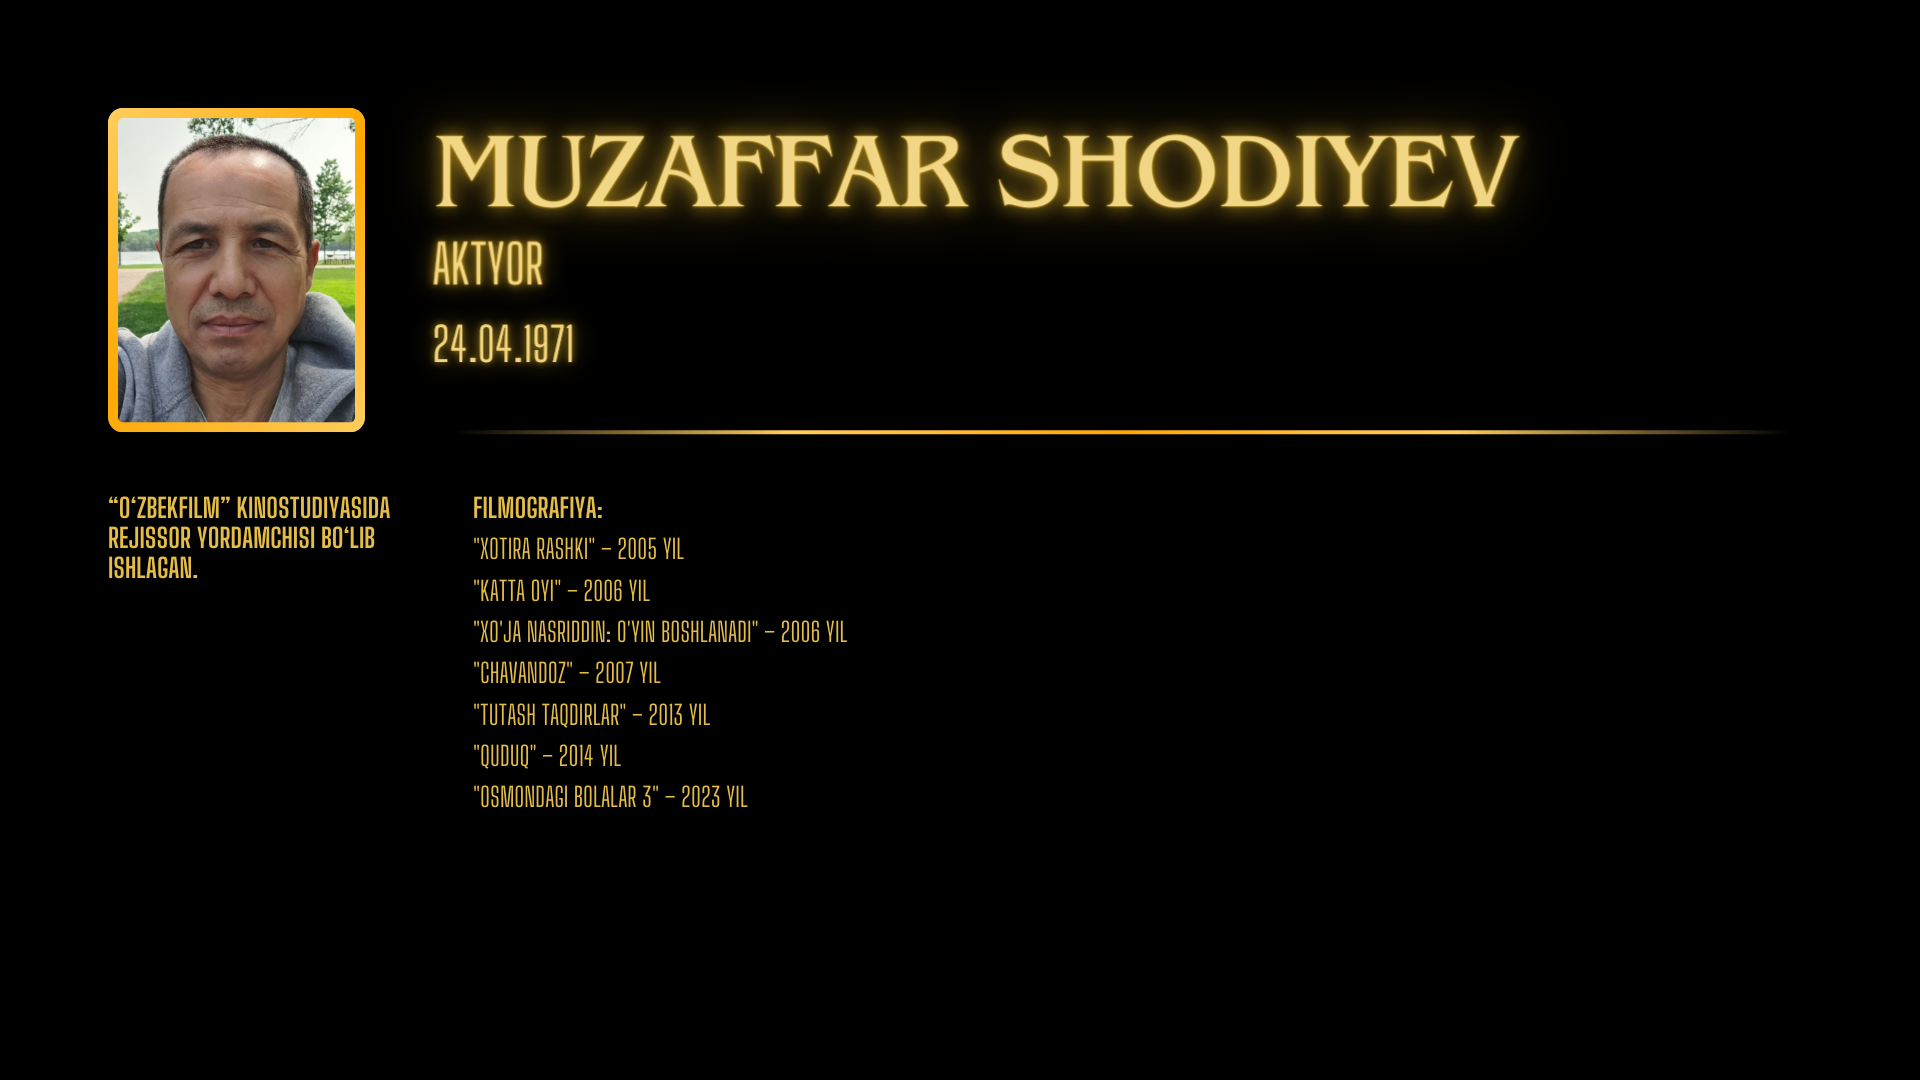 MUZAFFAR SHODIYEV
AKTYOR
24.04.1971
“O‘ZBEKFILM” KINOSTUDIYASIDA
REJISSOR YORDAMCHISI BO‘LIB
ISHLAGAN.
FILMOGRAFIYA:
"XOTIRA RASHKI" – 2005 YIL
"KATTA OYI" – 2006 YIL
"XO'JA NASRIDDIN: O'YIN BOSHLANADI" – 2006 YIL
"CHAVANDOZ" – 2007 YIL
"TUTASH TAQDIRLAR" – 2013 YIL
"QUDUQ" – 2014 YIL
"OSMONDAGI BOLALAR 3" – 2023 YIL